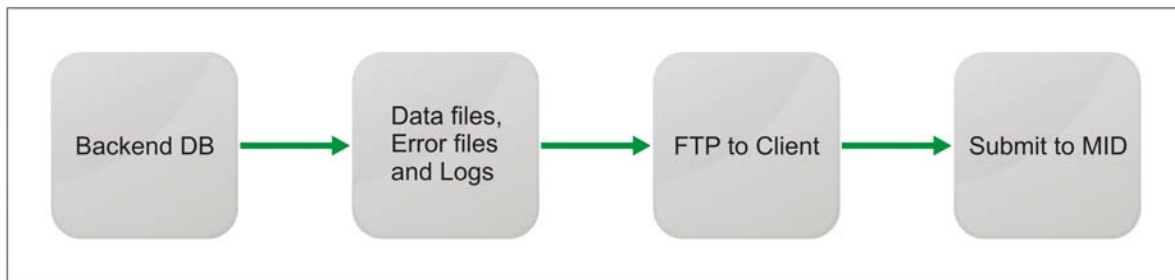 Backend DB
Data files,
Error files
and Logs
FTP to Client
Submit to MID